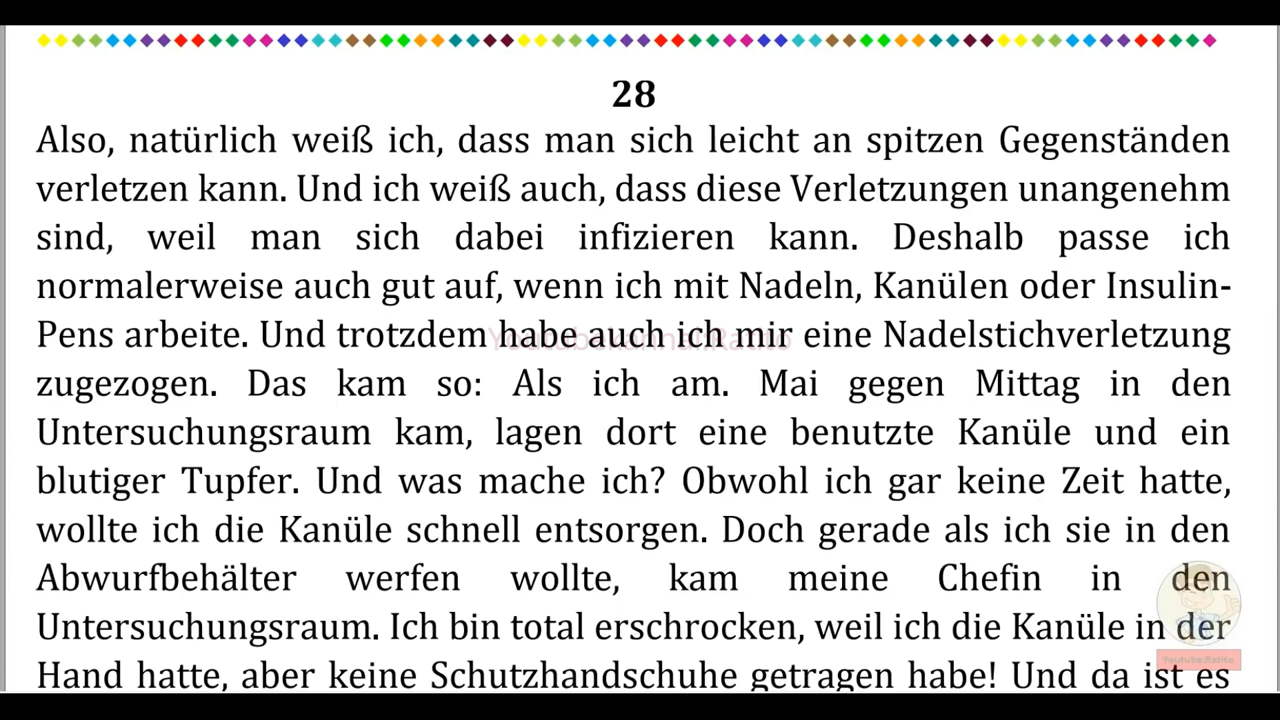 28
Also, natürlich weiß ich, dass man sich leicht an spitzen Gegenständen
verletzen kann. Und ich weiß auch, dass diese Verletzungen unangenehm
sind, weil man sich dabei infizieren kann. Deshalb passe ich
normalerweise auch gut auf, wenn ich mit Nadeln, Kanülen oder Insulin-
Pens arbeite. Und trotzdem habe auch ich mir eine Nadelstichverletzung
zugezogen. Das kam so: Als ich am. Mai gegen Mittag in den
Untersuchungsraum kam, lagen dort eine benutzte Kanüle und ein
blutiger Tupfer. Und was mache ich? Obwohl ich gar keine Zeit hatte,
wollte ich die Kanüle schnell entsorgen. Doch gerade als ich sie in den
Abwurfbehälter werfen wollte, kam meine Chefin in den
Untersuchungsraum. Ich bin total erschrocken, weil ich die Kanüle in der
Hand hatte, aber keine Schutzhandschuhe getragen habe! Und da ist es
Youtube:Ratito